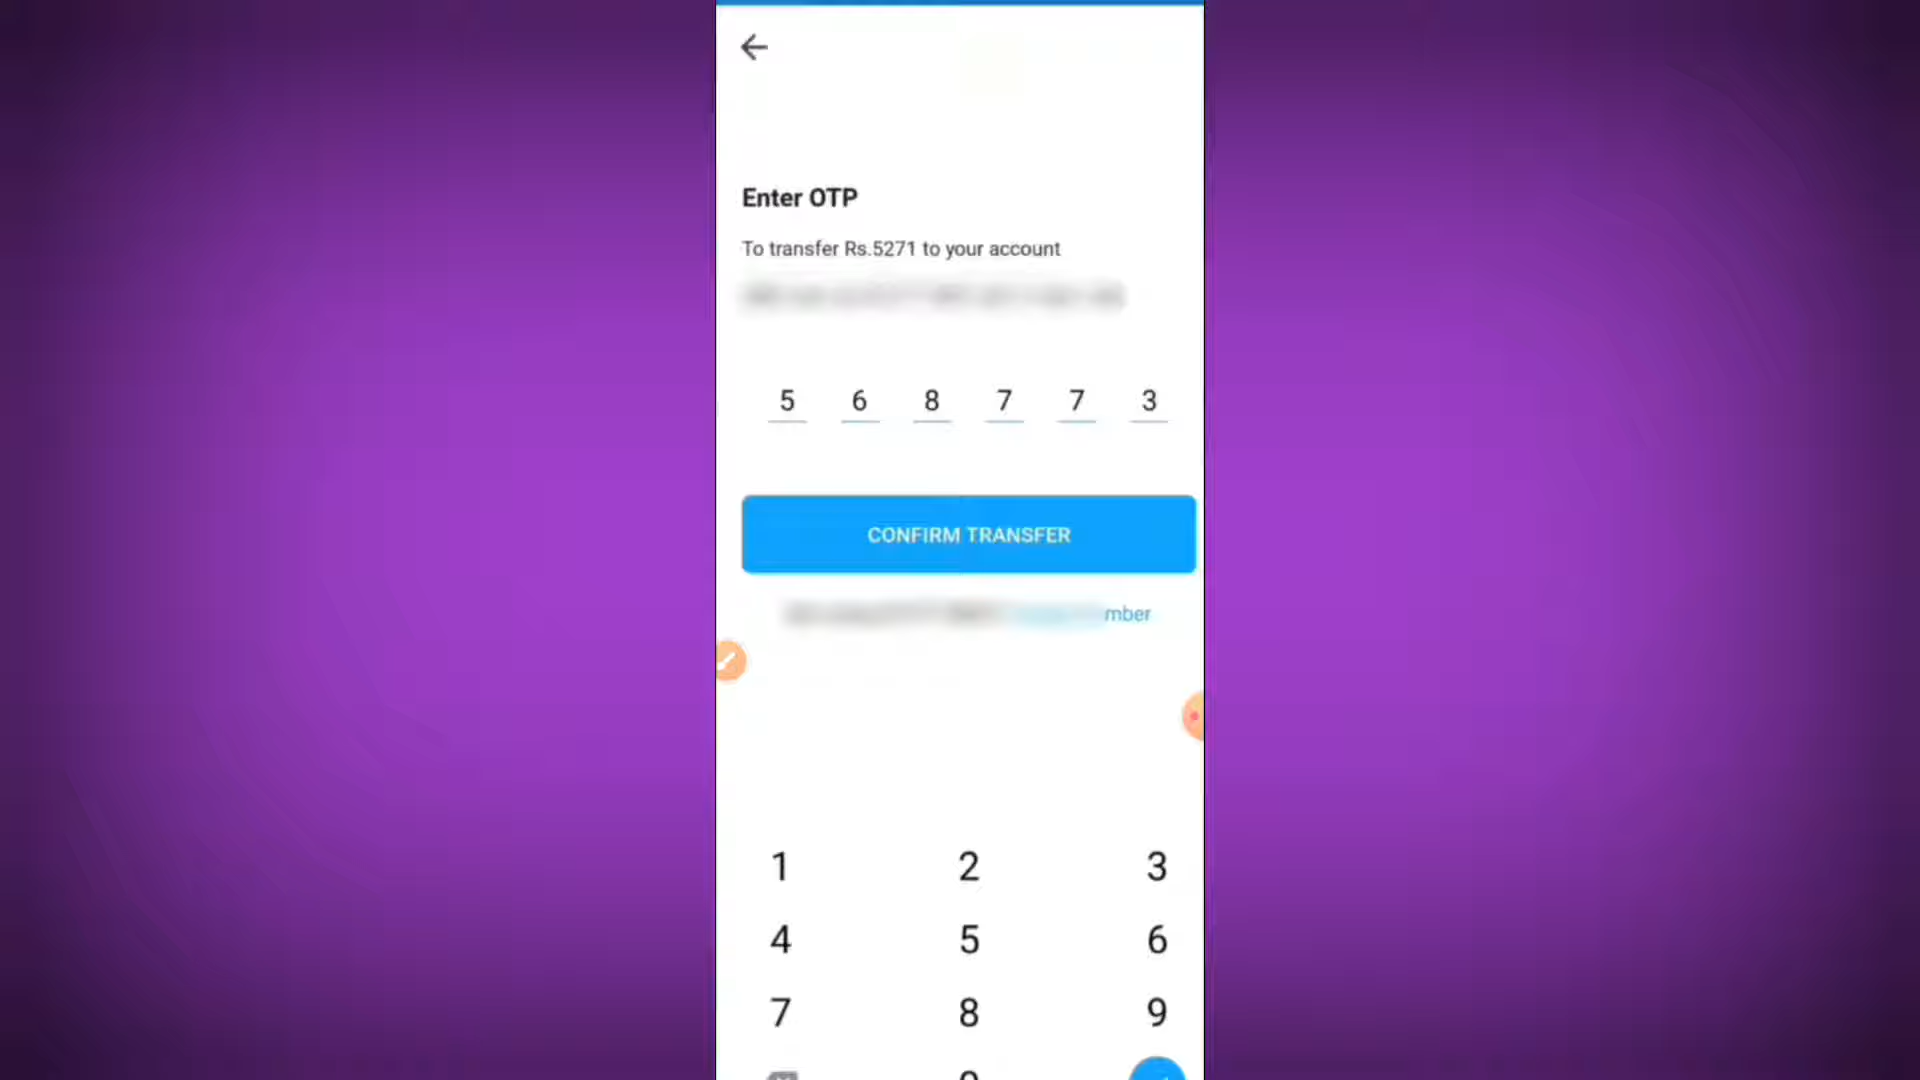 Enter OTP
To transfer Rs.5271 to your account
5 6 8 7 7 3
CONFIRM TRANSFER
mber
1 2 3
4 5 6
7 8 9
0